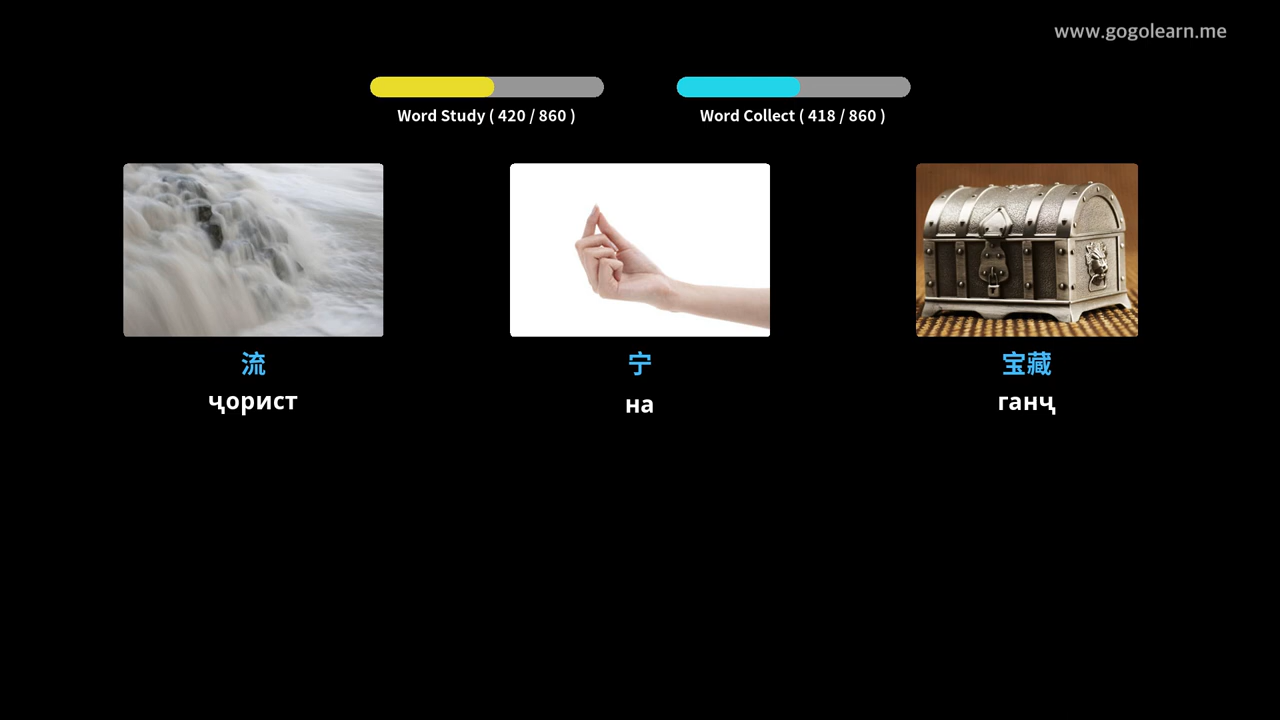 www.gogolearn.me
Word Study ( 420 / 860 )
Word Collect ( 418 / 860 )
流
宁
宝藏
ҷорист
на
ганҷ